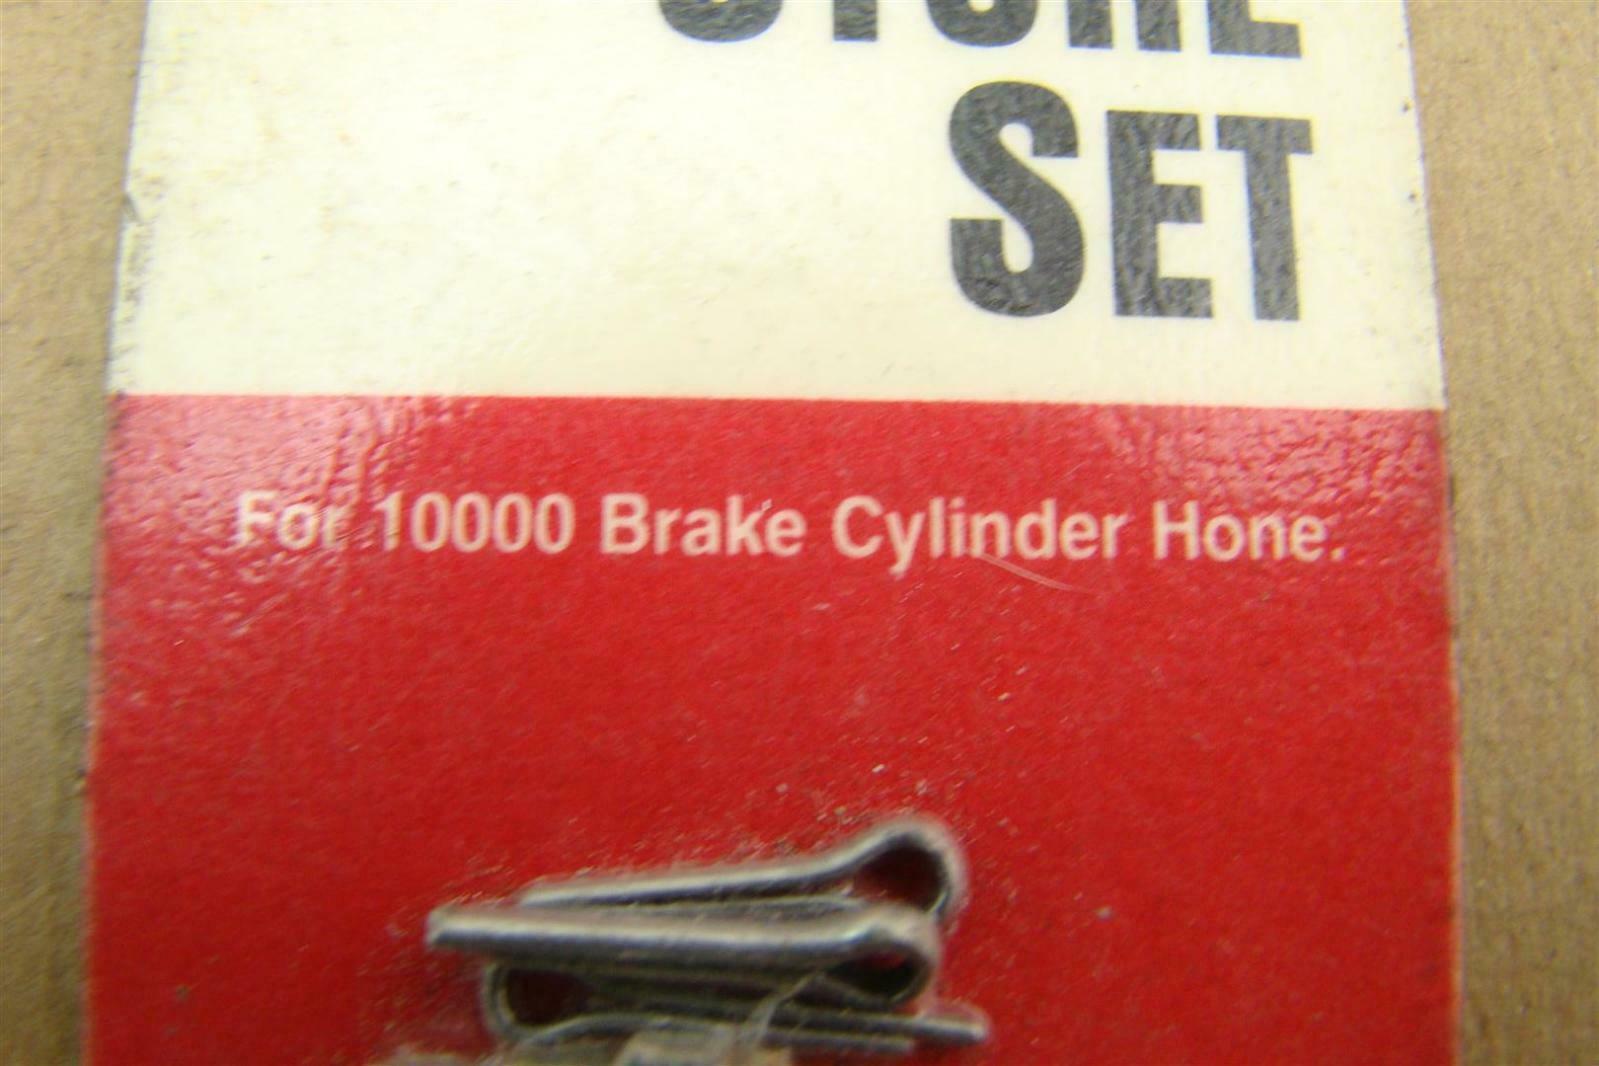 SET
For 10000 Brake Cylinder Hone.